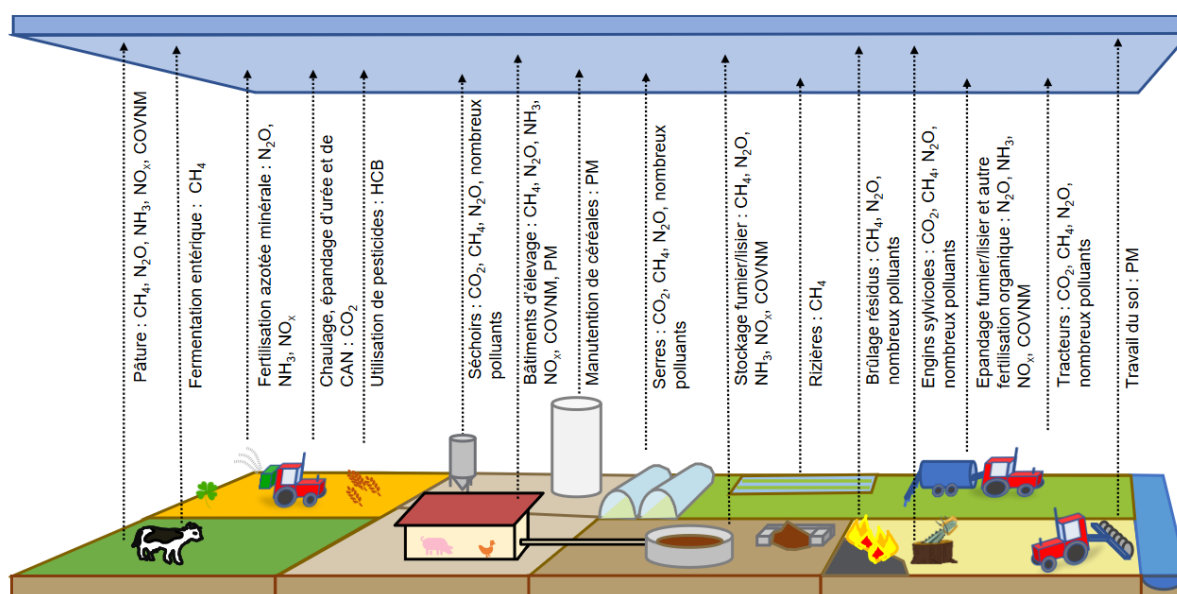 Pâture : CH₄, N₂O, NH₃, NOₓ, COVNM
Fermentation entérique : CH₄
Fertilisation azotée minérale : N₂O,
NH₃, NOₓ
Chaulage, épandage d'urée et de
CAN : CO₂
Utilisation de pesticides : HCB
Séchoirs : CO₂, CH₄, N₂O, nombreux
polluants
Bâtiments d'élevage : CH₄, N₂O, NH₃,
NOₓ, COVNM, PM
Manutention de céréales : PM
Serres : CO₂, CH₄, N₂O, nombreux
polluants
Stockage fumier/lisier : CH₄, N₂O,
NH₃, NOₓ, COVNM
Rizières : CH₄
Brûlage résidus : CH₄, N₂O,
nombreux polluants
Engins sylvicoles : CO₂, CH₄, N₂O,
nombreux polluants
Epandage fumier/lisier et autre
fertilisation organique : N₂O, NH₃,
NOₓ, COVNM
Tracteurs : CO₂, CH₄, N₂O,
nombreux polluants
Travail du sol : PM